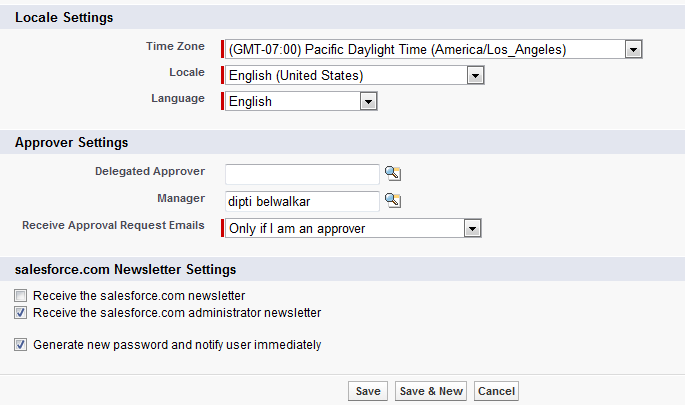 Locale Settings
Time Zone (GMT-07:00) Pacific Daylight Time (America/Los_Angeles)
Locale English (United States)
Language English
Approver Settings
Delegated Approver
Manager dipti belwalkar
Receive Approval Request Emails Only if I am an approver
salesforce.com Newsletter Settings
Receive the salesforce.com newsletter
Receive the salesforce.com administrator newsletter
Generate new password and notify user immediately
Save Save & New Cancel